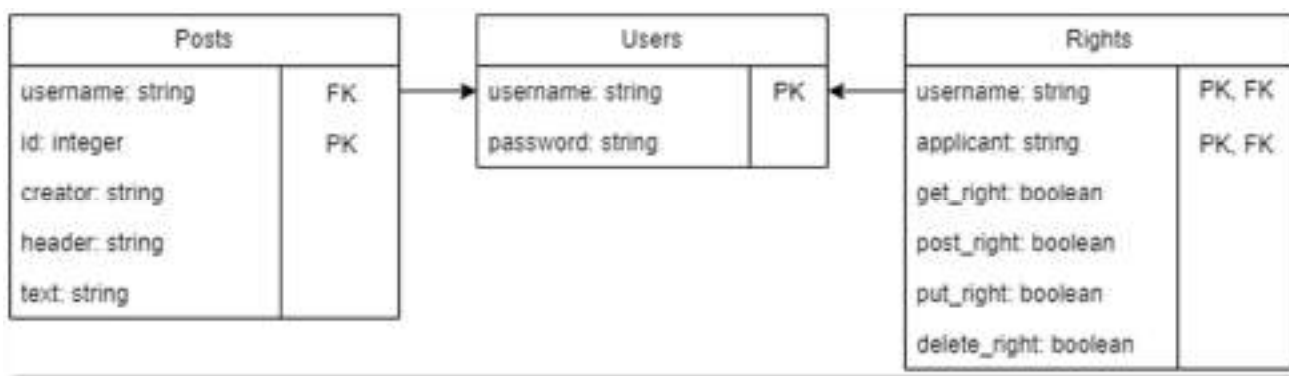 Posts
username: string FK
id: integer PK
creator: string
header: string
text: string
Users
username: string PK
password: string
Rights
username: string PK, FK
applicant: string PK, FK
get_right: boolean
post_right: boolean
put_right: boolean
delete_right: boolean